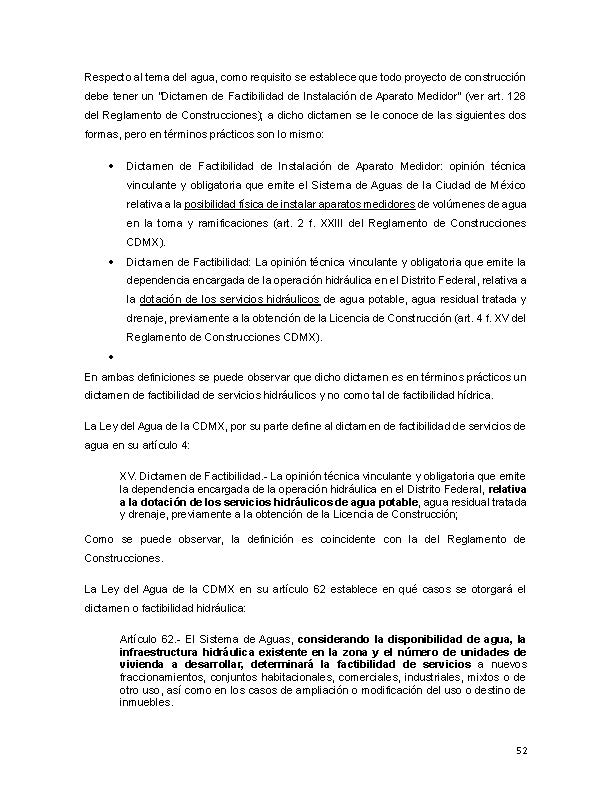 Respecto al tema del agua, como requisito se establece que todo proyecto de construcción
debe tener un "Dictamen de Factibilidad de Instalación de Aparato Medidor" (ver art. 128
del Reglamento de Construcciones); a dicho dictamen se le conoce de las siguientes dos
formas, pero en términos prácticos son lo mismo:
• Dictamen de Factibilidad de Instalación de Aparato Medidor: opinión técnica
vinculante y obligatoria que emite el Sistema de Aguas de la Ciudad de México
relativa a la posibilidad física de instalar aparatos medidores de volúmenes de agua
en la toma y ramificaciones (art. 2 f. XXIII del Reglamento de Construcciones
CDMX).
• Dictamen de Factibilidad: La opinión técnica vinculante y obligatoria que emite la
dependencia encargada de la operación hidráulica en el Distrito Federal, relativa a
la dotación de los servicios hidráulicos de agua potable, agua residual tratada y
drenaje, previamente a la obtención de la Licencia de Construcción (art. 4 f. XV del
Reglamento de Construcciones CDMX).
•
En ambas definiciones se puede observar que dicho dictamen es en términos prácticos un
dictamen de factibilidad de servicios hidráulicos y no como tal de factibilidad hídrica.
La Ley del Agua de la CDMX, por su parte define al dictamen de factibilidad de servicios de
agua en su artículo 4:
XV. Dictamen de Factibilidad.- La opinión técnica vinculante y obligatoria que emite
la dependencia encargada de la operación hidráulica en el Distrito Federal, relativa
a la dotación de los servicios hidráulicos de agua potable, agua residual tratada
y drenaje, previamente a la obtención de la Licencia de Construcción;
Como se puede observar, la definición es coincidente con la del Reglamento de
Construcciones.
La Ley del Agua de la CDMX en su artículo 62 establece en qué casos se otorgará el
dictamen o factibilidad hidráulica:
Artículo 62.- El Sistema de Aguas, considerando la disponibilidad de agua, la
infraestructura hidráulica existente en la zona y el número de unidades de
vivienda a desarrollar, determinará la factibilidad de servicios a nuevos
fraccionamientos, conjuntos habitacionales, comerciales, industriales, mixtos o de
otro uso, así como en los casos de ampliación o modificación del uso o destino de
inmuebles.
52